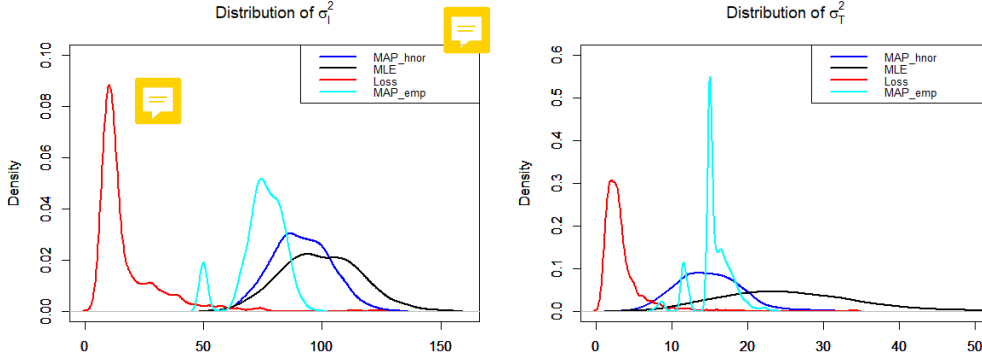 Distribution of σ_I^2
0.10
0.08
0.06
0.04
0.02
0.00
Density
MAP_hnor
MLE
Loss
MAP_emp
0
50
100
150
Distribution of σ_T^2
0.6
0.5
0.4
0.3
0.2
0.1
0.0
Density
MAP_hnor
MLE
Loss
MAP_emp
0
10
20
30
40
50